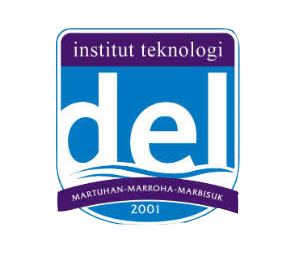 institut teknologi
del
MARTUHAN-MARROHA-MARBISUK
2001